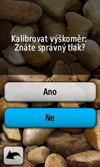 Kalibrovat výškoměr:
Znáte správný tlak?
Ano
Ne